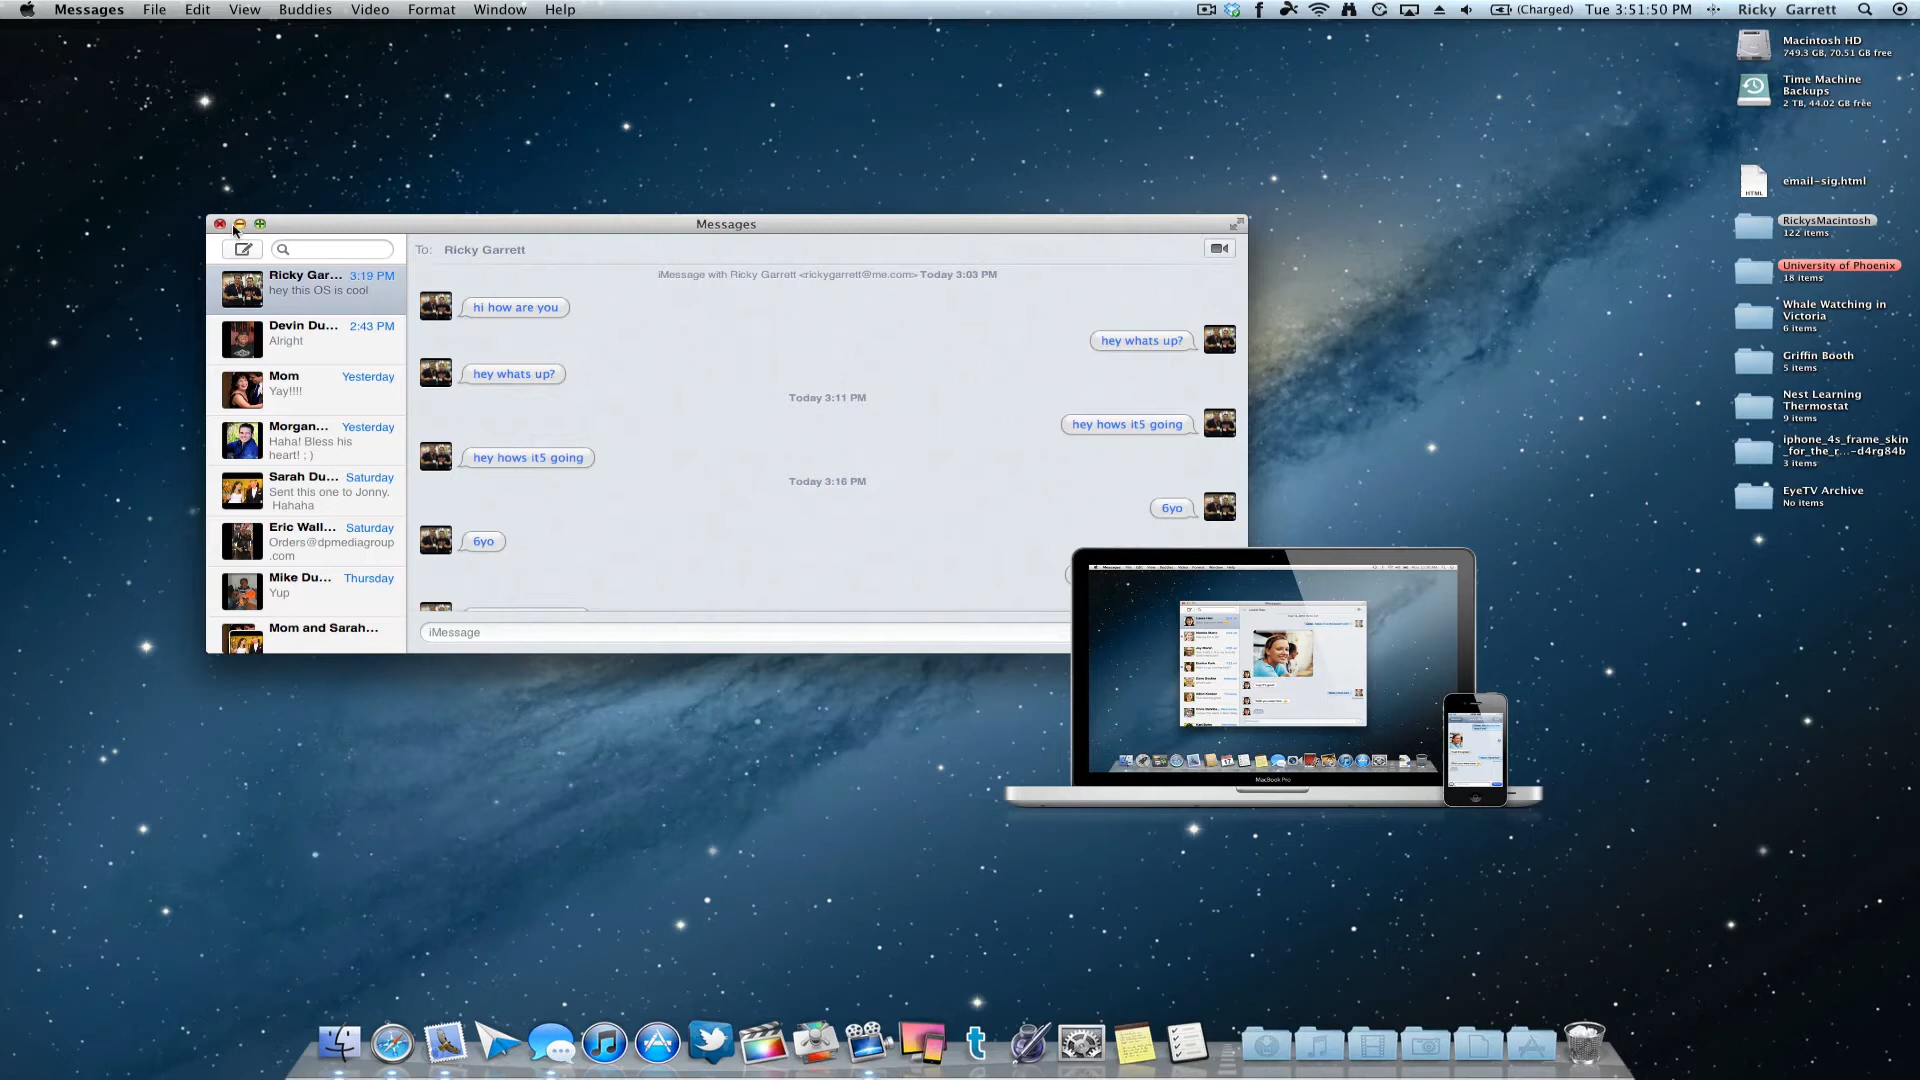 Messages File Edit View Buddies Video Format Window Help
(Charged) Tue 3:51:50 PM Ricky Garrett
Macintosh HD
749.3 GB, 70.51 GB free
Time Machine
Backups
2 TB, 44.02 GB free
HTML
email-sig.html
RickysMacintosh
122 items
University of Phoenix
18 items
Whale Watching in
Victoria
6 items
Griffin Booth
5 items
Nest Learning
Thermostat
9 items
iphone_4s_frame_skin
_for_the_r...-d4rg84b
3 items
EyeTV Archive
No items
Messages
To: Ricky Garrett
Ricky Gar... 3:19 PM
hey this OS is cool
Devin Du... 2:43 PM
Alright
Mom Yesterday
Yay!!!!
Morgan... Yesterday
Haha! Bless his
heart! ; )
Sarah Du... Saturday
Sent this one to Jonny.
Hahaha
Eric Wall... Saturday
Orders@dpmediagroup
.com
Mike Du... Thursday
Yup
Mom and Sarah...
iMessage with Ricky Garrett <rickygarrett@me.com> Today 3:03 PM
hi how are you
hey whats up?
hey whats up?
Today 3:11 PM
hey hows it5 going
hey hows it5 going
Today 3:16 PM
6yo
6yo
iMessage
MacBook Pro